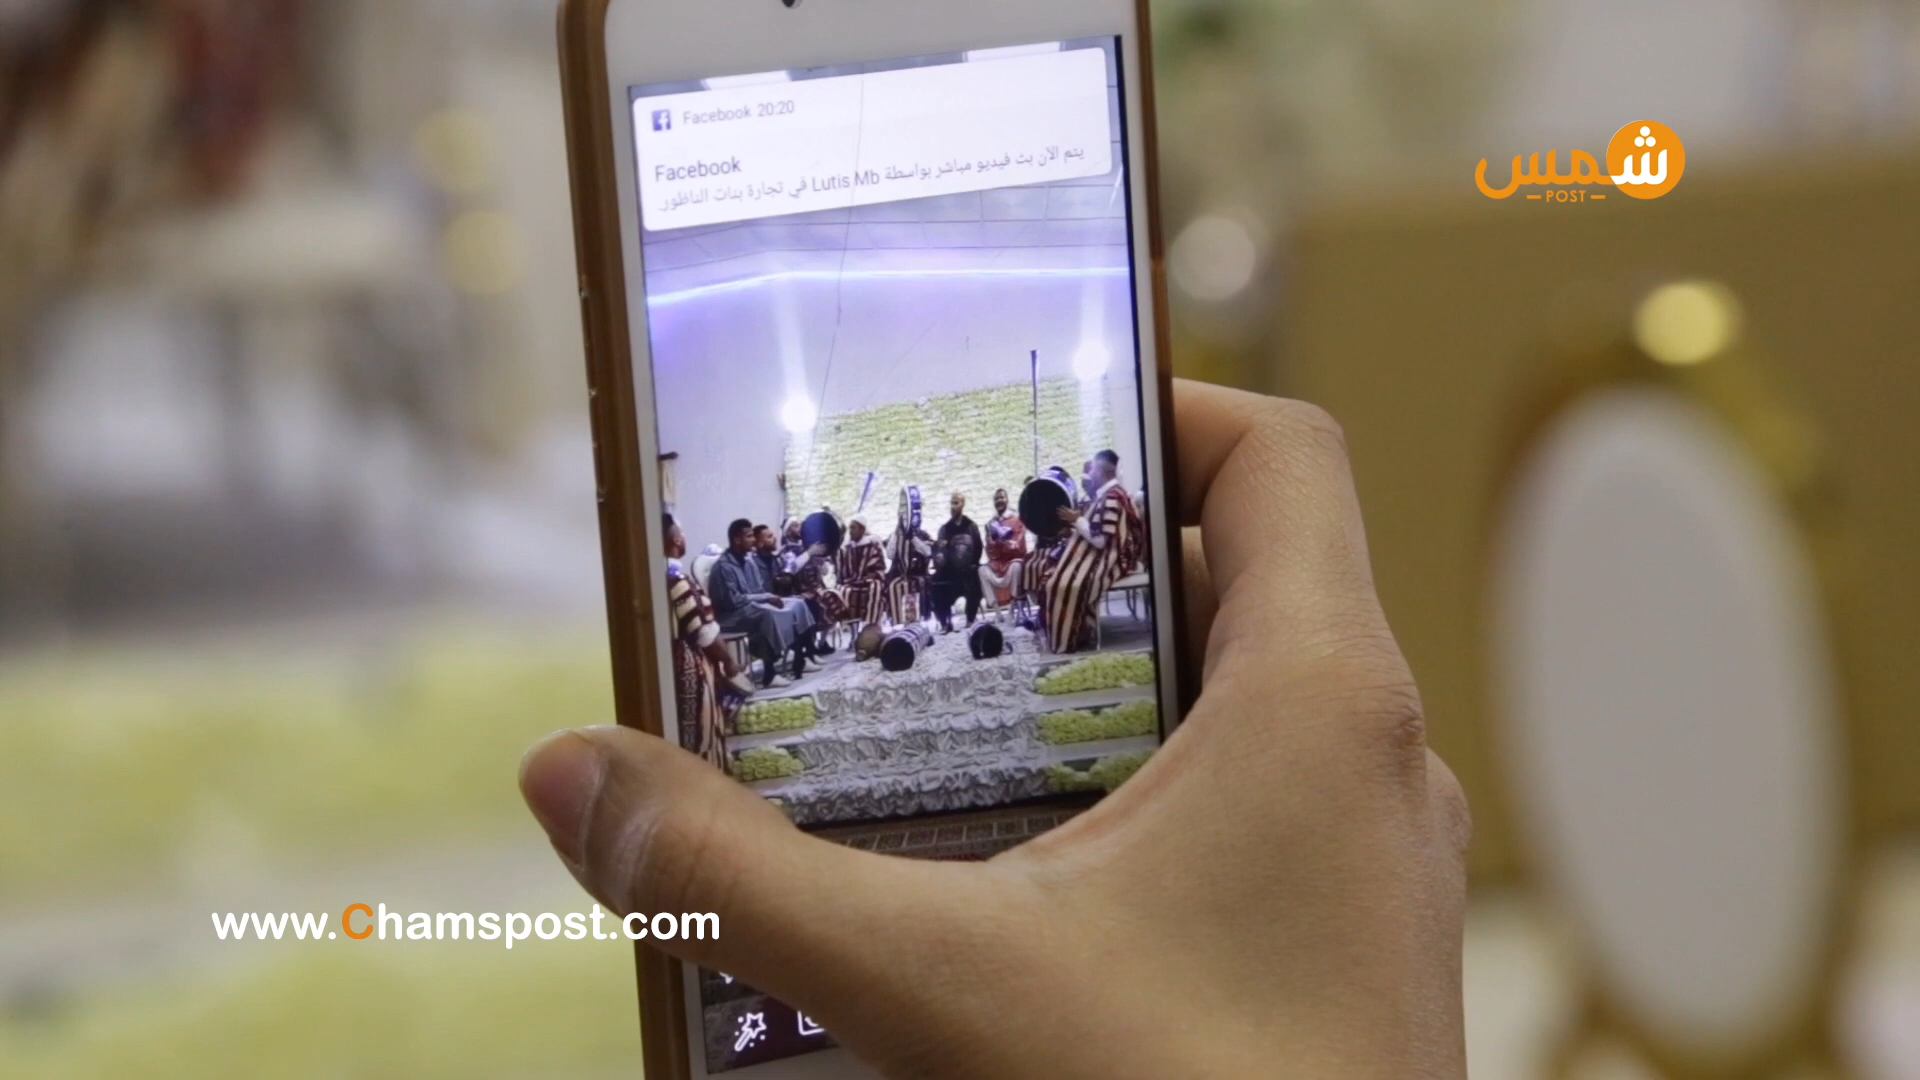 Facebook 20:20
Facebook
يتم الآن بث فيديو مباشر بواسطة Lutis Mb في تجارة بنات الناظور.
شمس
POST
www.Chamspost.com